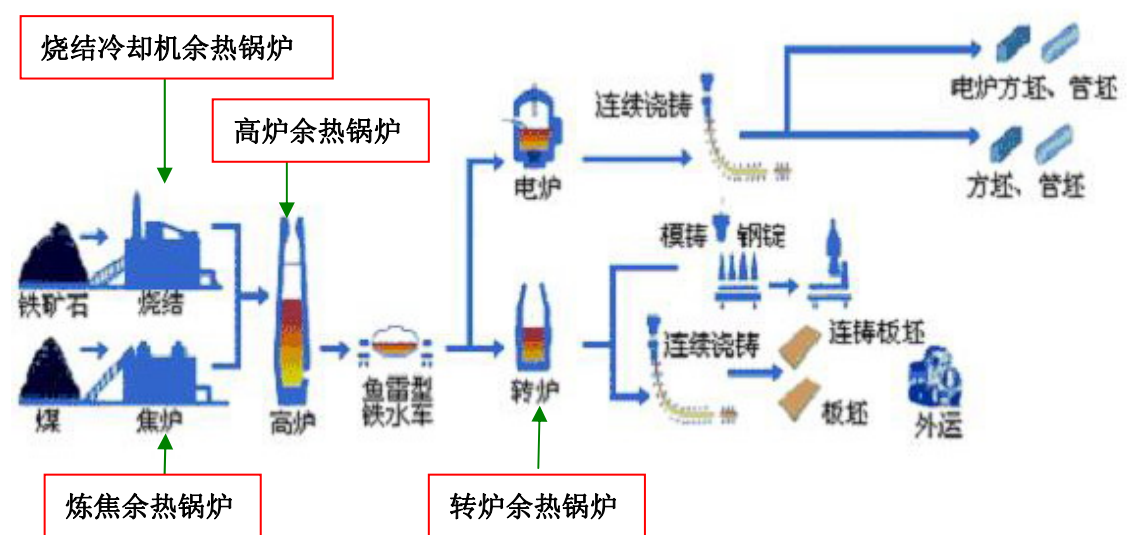 烧结冷却机余热锅炉
高炉余热锅炉
连续浇铸
电炉方坯、管坯
电炉
方坯、管坯
模铸
钢锭
铁矿石
烧结
连续浇铸
连铸板坯
煤
焦炉
高炉
鱼雷型
铁水车
转炉
板坯
外运
炼焦余热锅炉
转炉余热锅炉